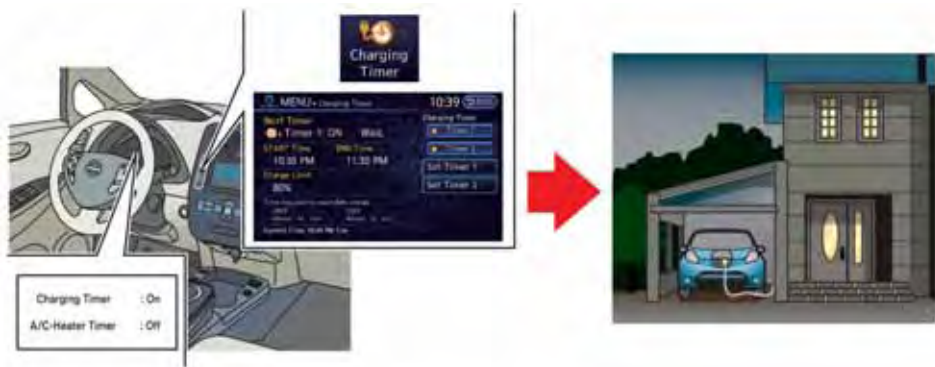 Charging
Timer
MENU Charging Timer 10:39
Next Timer
Timer 1: ON Wed.
START Time END Time
10:30 PM 11:30 PM
Charge Limit
80%
Charging Timer
Timer 1
Timer 2
Set Timer 1
Set Timer 2
Charging Timer : On
A/C-Heater Timer : Off